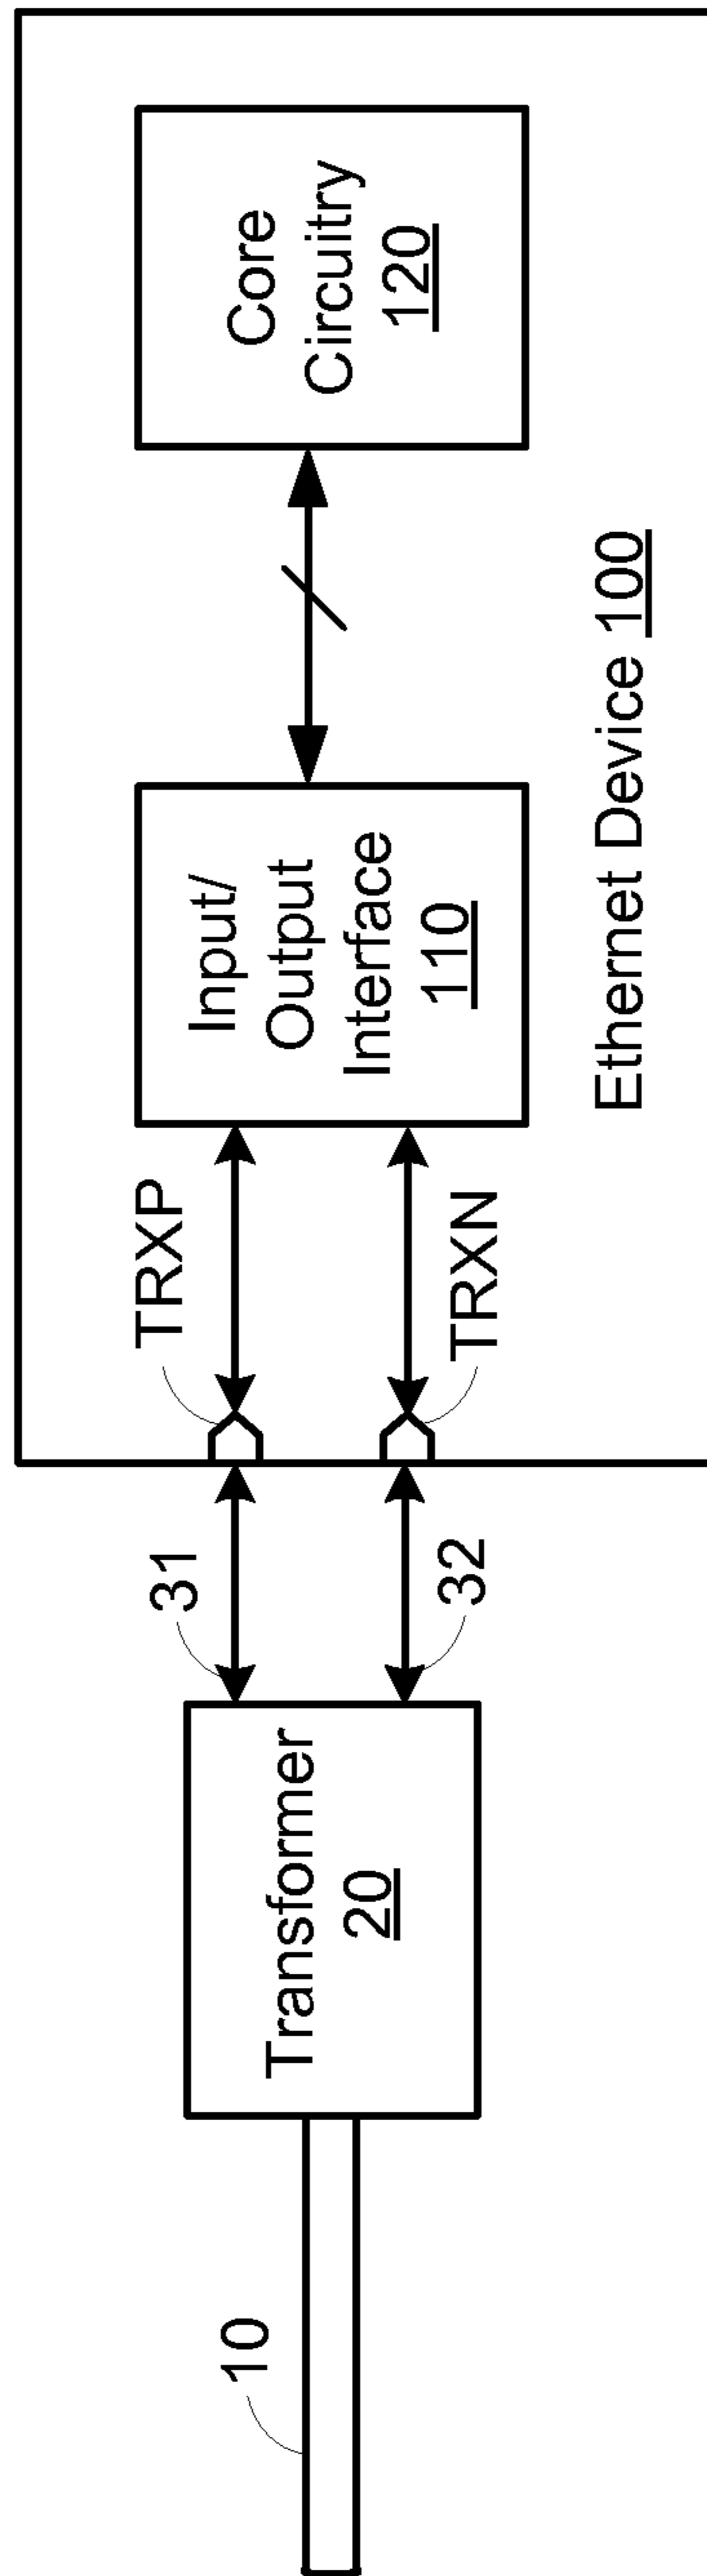 10
Transformer
20
31
32
TRXP
TRXN
Input/
Output
Interface
110
Core
Circuitry
120
Ethernet Device 100